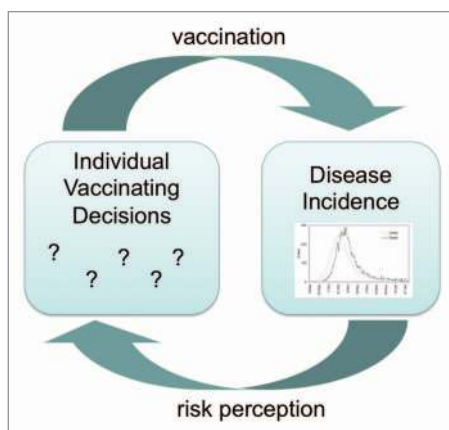 vaccination
Individual
Vaccinating
Decisions
? ? ?
? ?
Disease
Incidence
risk perception